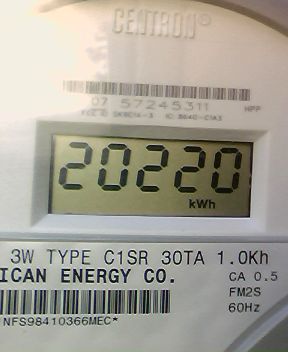 CENTRON®
07 57245311 HPP
20220
kWh
3W TYPE C1SR 30TA 1.0Kh
ICAN ENERGY CO. CA 0.5
FM2S
60Hz
NFS98410366MEC*